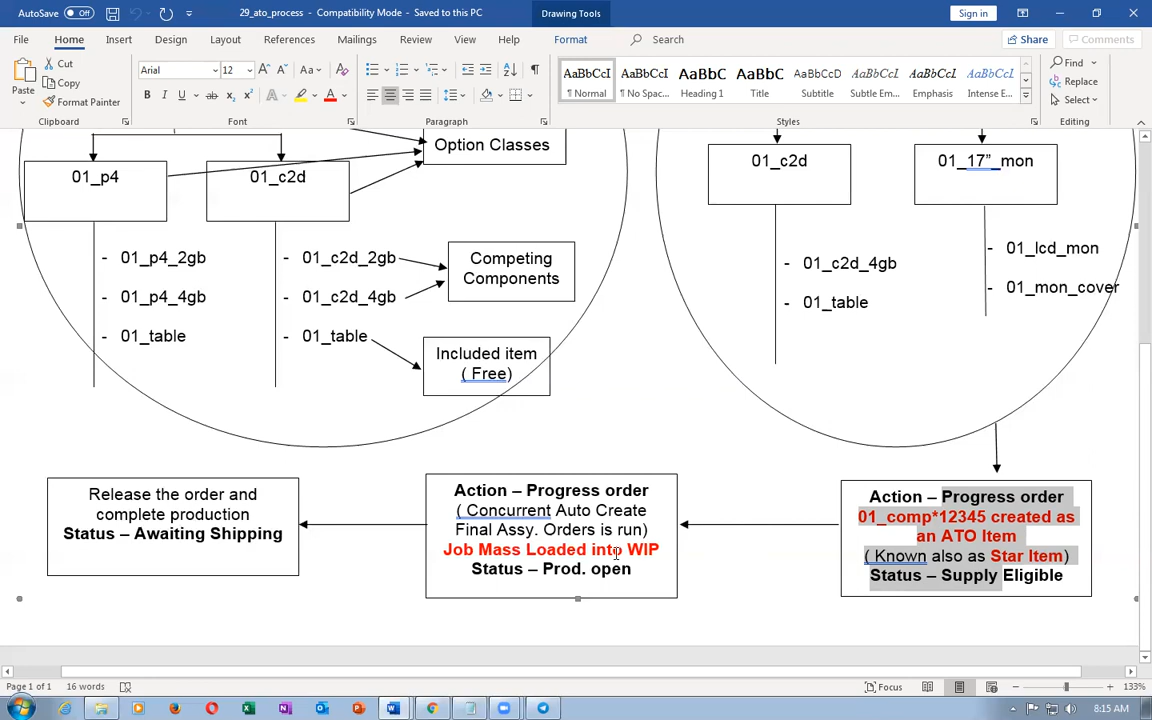 AutoSave Off
29_ato_process - Compatibility Mode - Saved to this PC
Drawing Tools
Sign in
File Home Insert Design Layout References Mailings Review View Help Format Search
Share Comments
Paste
Cut
Copy
Format Painter
Clipboard
Arial 12
Font
Paragraph
AaBbCcI AaBbCcI AaBbC AaBbC AaBbCcD AaBbCcI AaBbCcI AaBbCcI
¶ Normal ¶ No Spac... Heading 1 Title Subtitle Subtle Em... Emphasis Intense E...
Styles
Find
Replace
Select
Editing
Option Classes
01_p4
01_c2d
01_c2d
01_17”_mon
- 01_p4_2gb
- 01_p4_4gb
- 01_table
- 01_c2d_2gb
- 01_c2d_4gb
- 01_table
Competing
Components
Included item
( Free)
- 01_c2d_4gb
- 01_table
- 01_lcd_mon
- 01_mon_cover
Release the order and
complete production
Status – Awaiting Shipping
Action – Progress order
( Concurrent Auto Create
Final Assy. Orders is run)
Job Mass Loaded into WIP
Status – Prod. open
Action – Progress order
01_comp*12345 created as
an ATO Item
( Known also as Star Item)
Status – Supply Eligible
Page 1 of 1 16 words
Focus
133%
8:15 AM